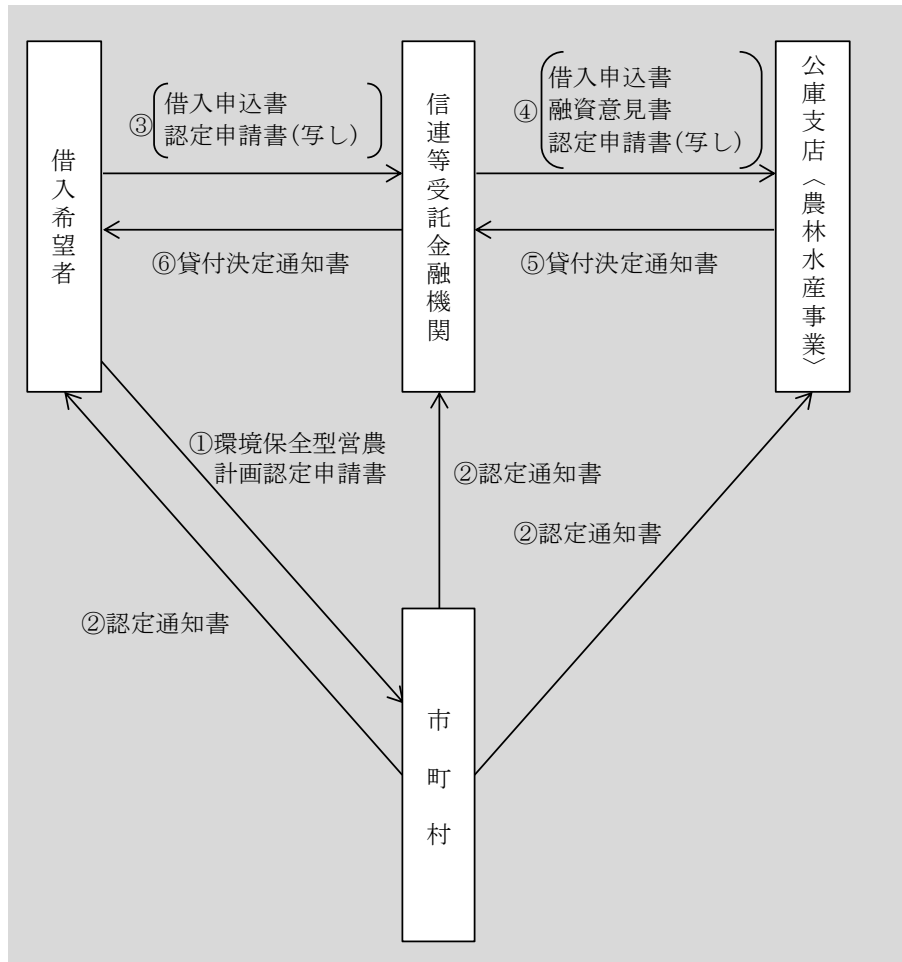 借入希望者
③
借入申込書
認定申請書(写し)
信連等受託金融機関
④
借入申込書
融資意見書
認定申請書(写し)
公庫支店〈農林水産事業〉
⑥貸付決定通知書
⑤貸付決定通知書
①環境保全型営農
計画認定申請書
②認定通知書
②認定通知書
②認定通知書
市町村